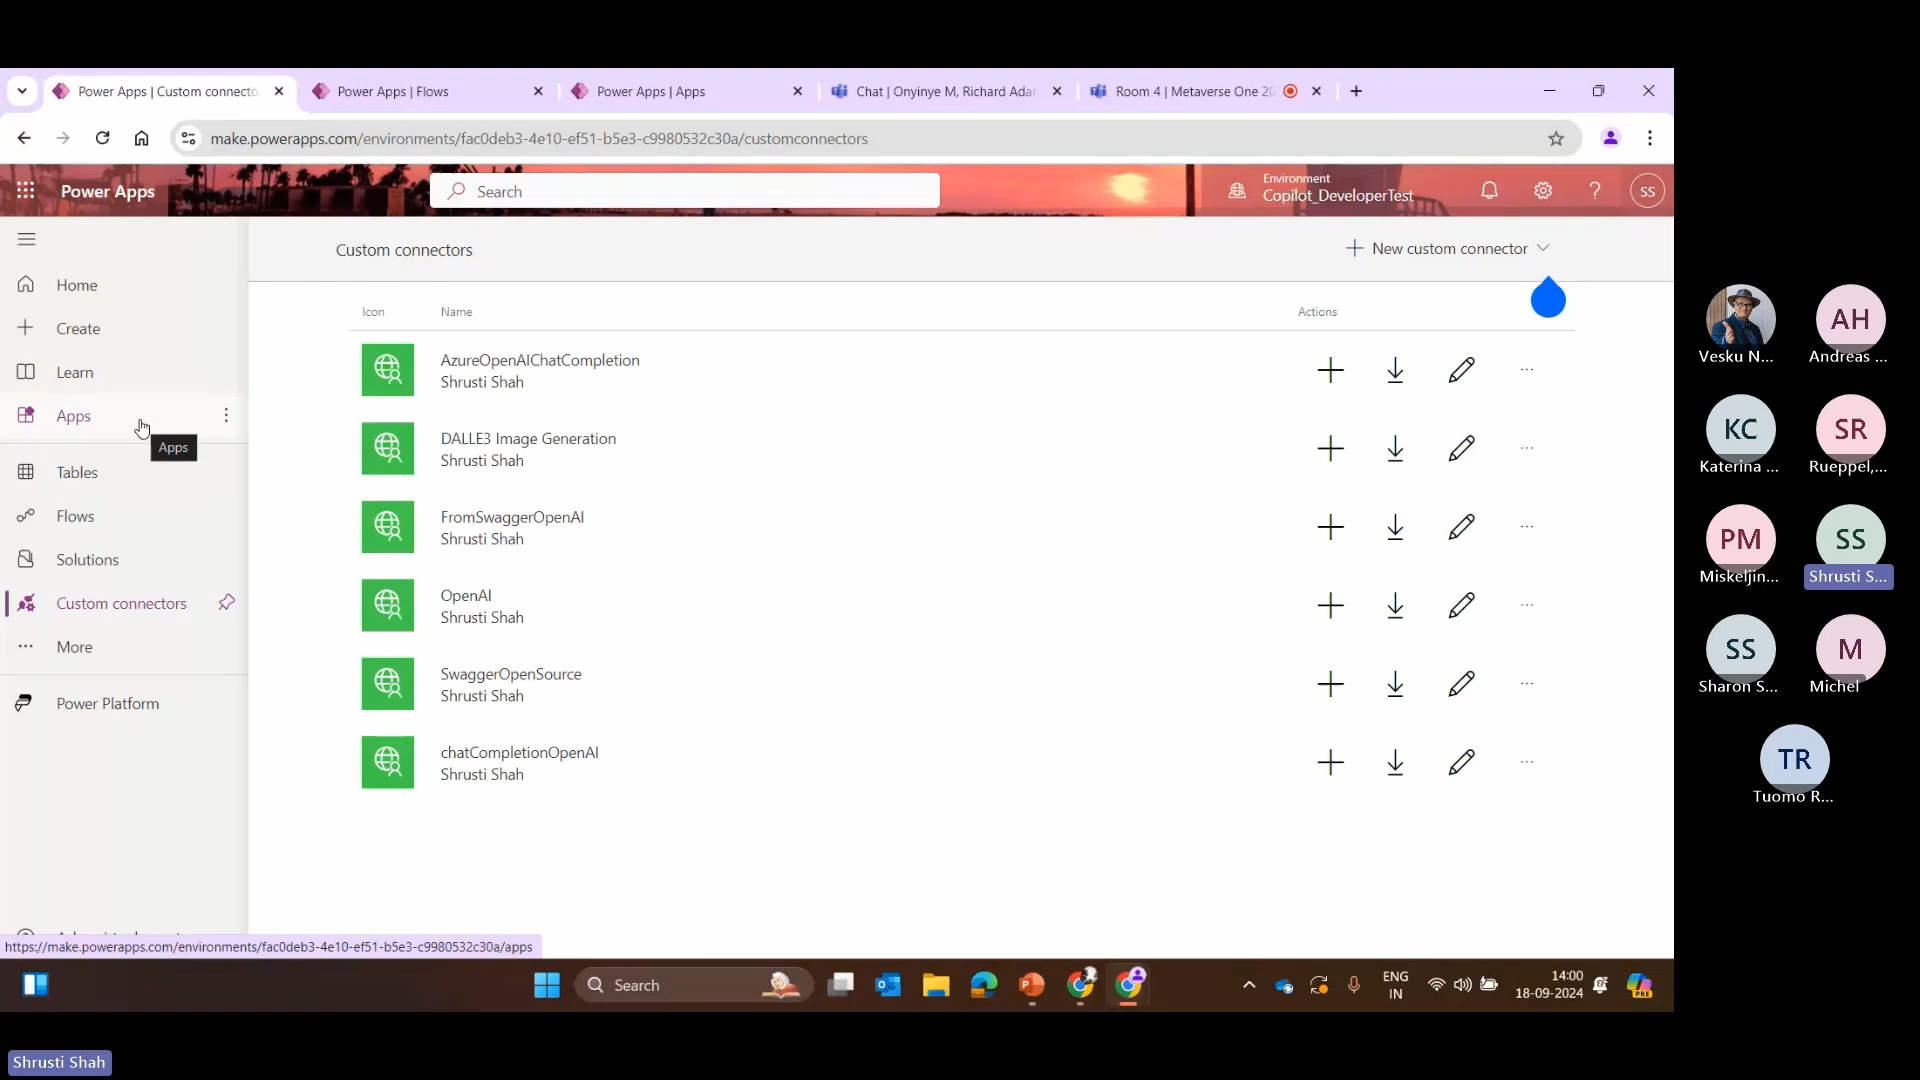 Power Apps | Custom connecto
Power Apps | Flows
Power Apps | Apps
Chat | Onyinye M, Richard Adar
Room 4 | Metaverse One 20
make.powerapps.com/environments/fac0deb3-4e10-ef51-b5e3-c9980532c30a/customconnectors
Power Apps
Search
Environment
Copilot_DeveloperTest
SS
Home
Create
Learn
Apps
Apps
Tables
Flows
Solutions
Custom connectors
More
Power Platform
Custom connectors
New custom connector
Icon
Name
Actions
AzureOpenAIChatCompletion
Shrusti Shah
DALLE3 Image Generation
Shrusti Shah
FromSwaggerOpenAI
Shrusti Shah
OpenAI
Shrusti Shah
SwaggerOpenSource
Shrusti Shah
chatCompletionOpenAI
Shrusti Shah
https://make.powerapps.com/environments/fac0deb3-4e10-ef51-b5e3-c9980532c30a/apps
Search
ENG
IN
14:00
18-09-2024
PRE
Vesku N...
AH
Andreas ...
KC
Katerina ...
SR
Rueppel,...
PM
Miskeljin...
SS
Shrusti S...
SS
Sharon S...
M
Michel
TR
Tuomo R...
Shrusti Shah